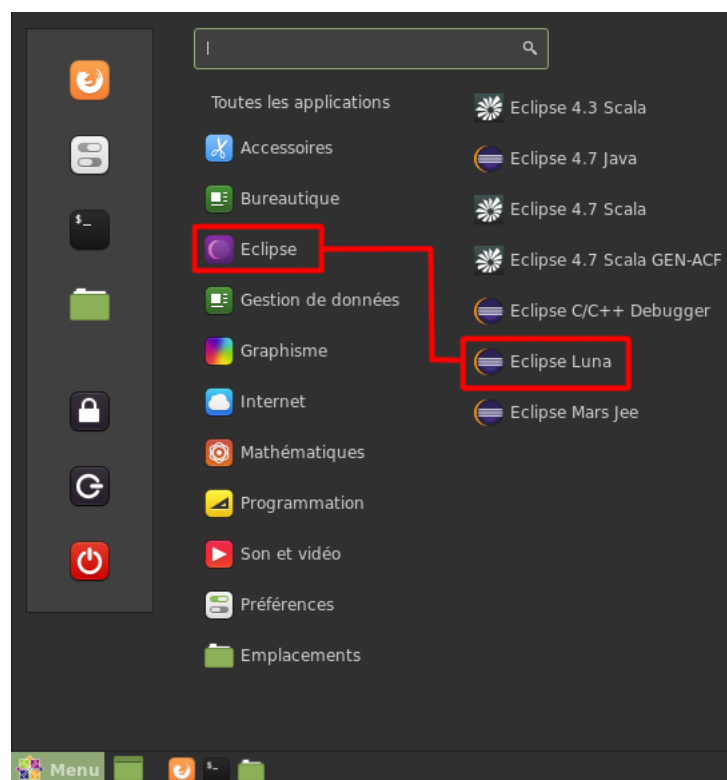 Toutes les applications
Accessoires
Bureautique
Eclipse
Gestion de données
Graphisme
Internet
Mathématiques
Programmation
Son et vidéo
Préférences
Emplacements
Eclipse 4.3 Scala
Eclipse 4.7 Java
Eclipse 4.7 Scala
Eclipse 4.7 Scala GEN-ACF
Eclipse C/C++ Debugger
Eclipse Luna
Eclipse Mars Jee
$_
Menu